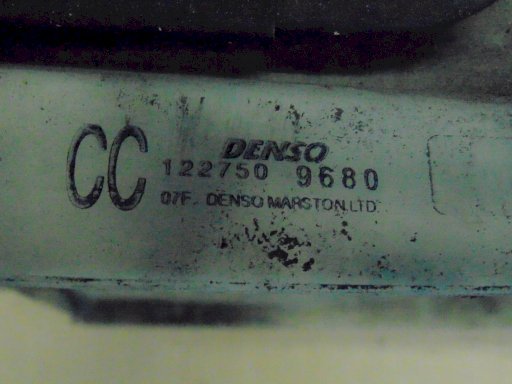 CC
DENSO
122750 9680
07F. DENSO MARSTON LTD.